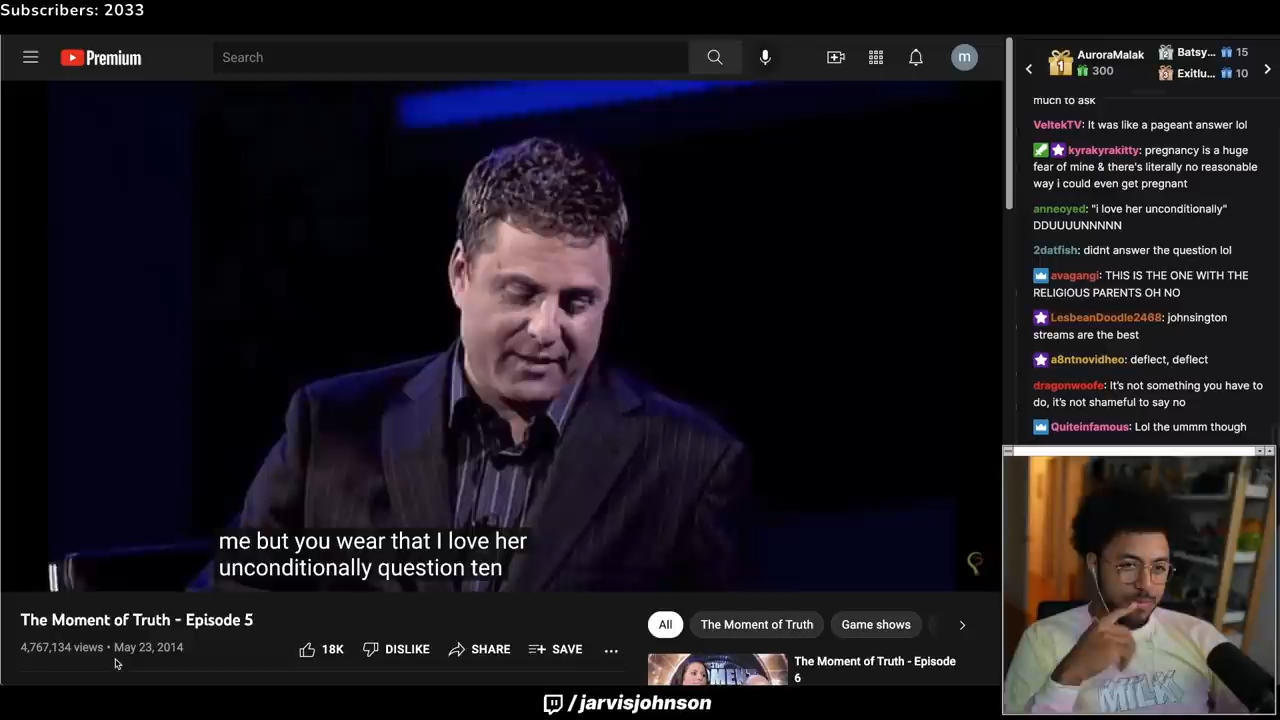 Subscribers: 2033
Premium
Search
m
AuroraMalak
300
Batsy... 15
Exitlu... 10
much to ask
VeltekTV: It was like a pageant answer lol
kyrakyrakitty: pregnancy is a huge
fear of mine & there's literally no reasonable
way i could even get pregnant
anneoyed: "i love her unconditionally"
DDUUUUNNNNN
2datfish: didnt answer the question lol
avagangi: THIS IS THE ONE WITH THE
RELIGIOUS PARENTS OH NO
LesbeanDoodle2468: johnsington
streams are the best
a8ntnovidheo: deflect, deflect
dragonwoofe: It's not something you have to
do, it's not shameful to say no
Quiteinfamous: Lol the ummm though
me but you wear that I love her
unconditionally question ten
The Moment of Truth - Episode 5
4,767,134 views • May 23, 2014
18K
DISLIKE
SHARE
SAVE
All
The Moment of Truth
Game shows
The Moment of Truth - Episode
6
MILK
/jarvisjohnson